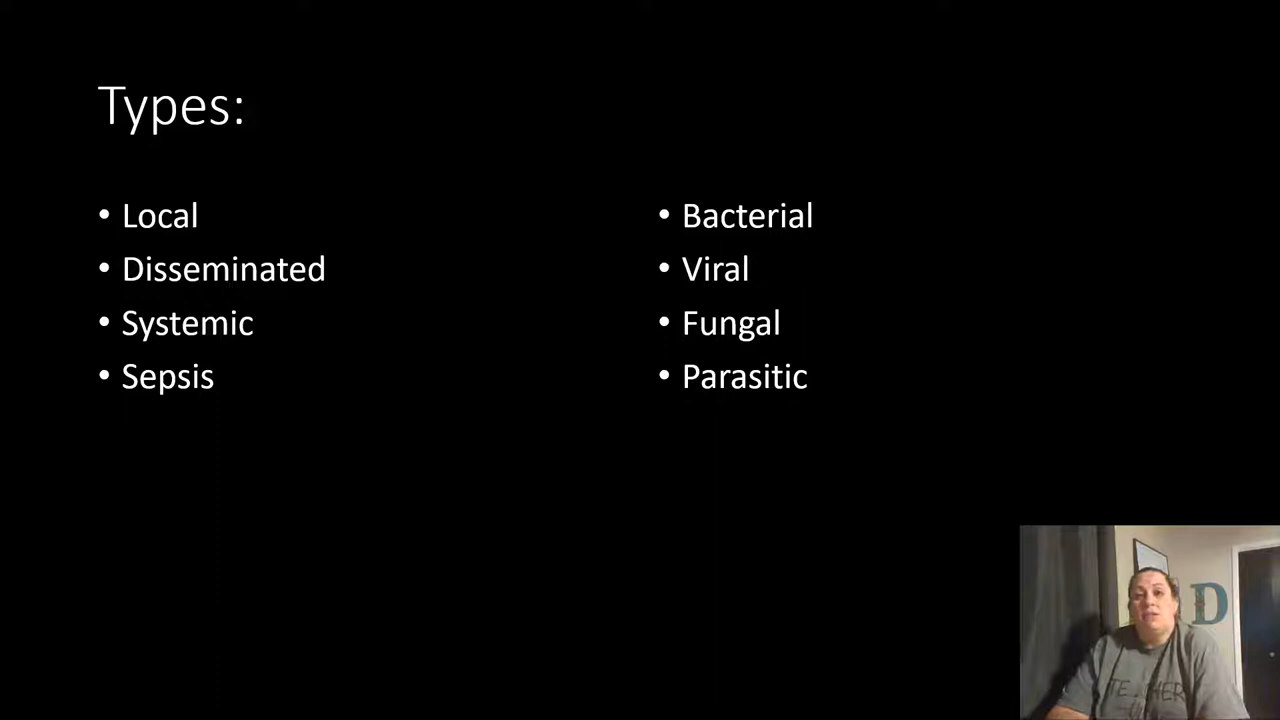 Types:
• Local
• Disseminated
• Systemic
• Sepsis
• Bacterial
• Viral
• Fungal
• Parasitic
D